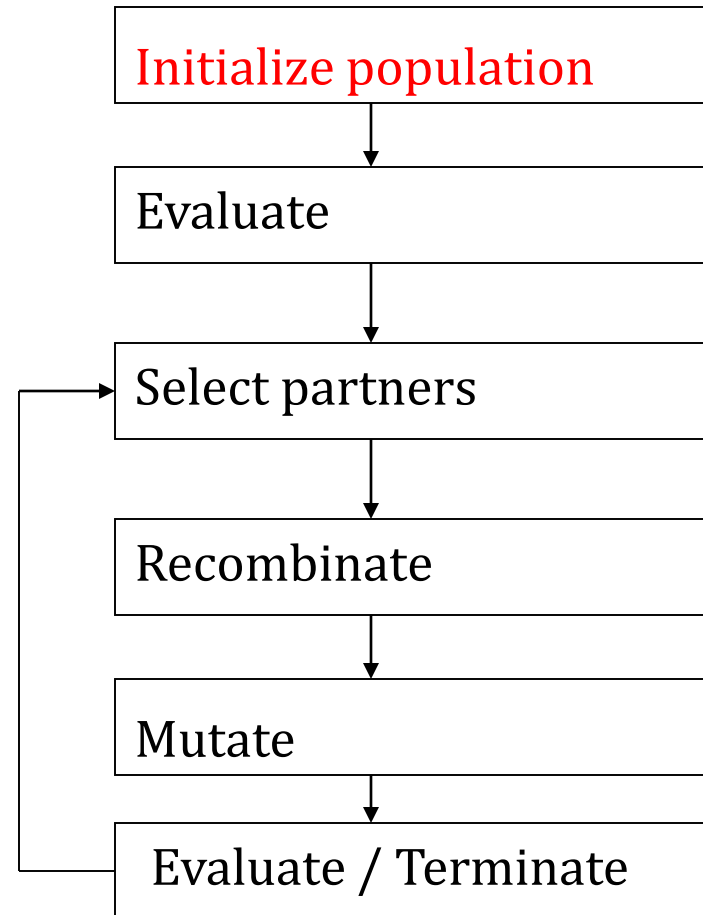 Initialize population
Evaluate
Select partners
Recombinate
Mutate
Evaluate / Terminate